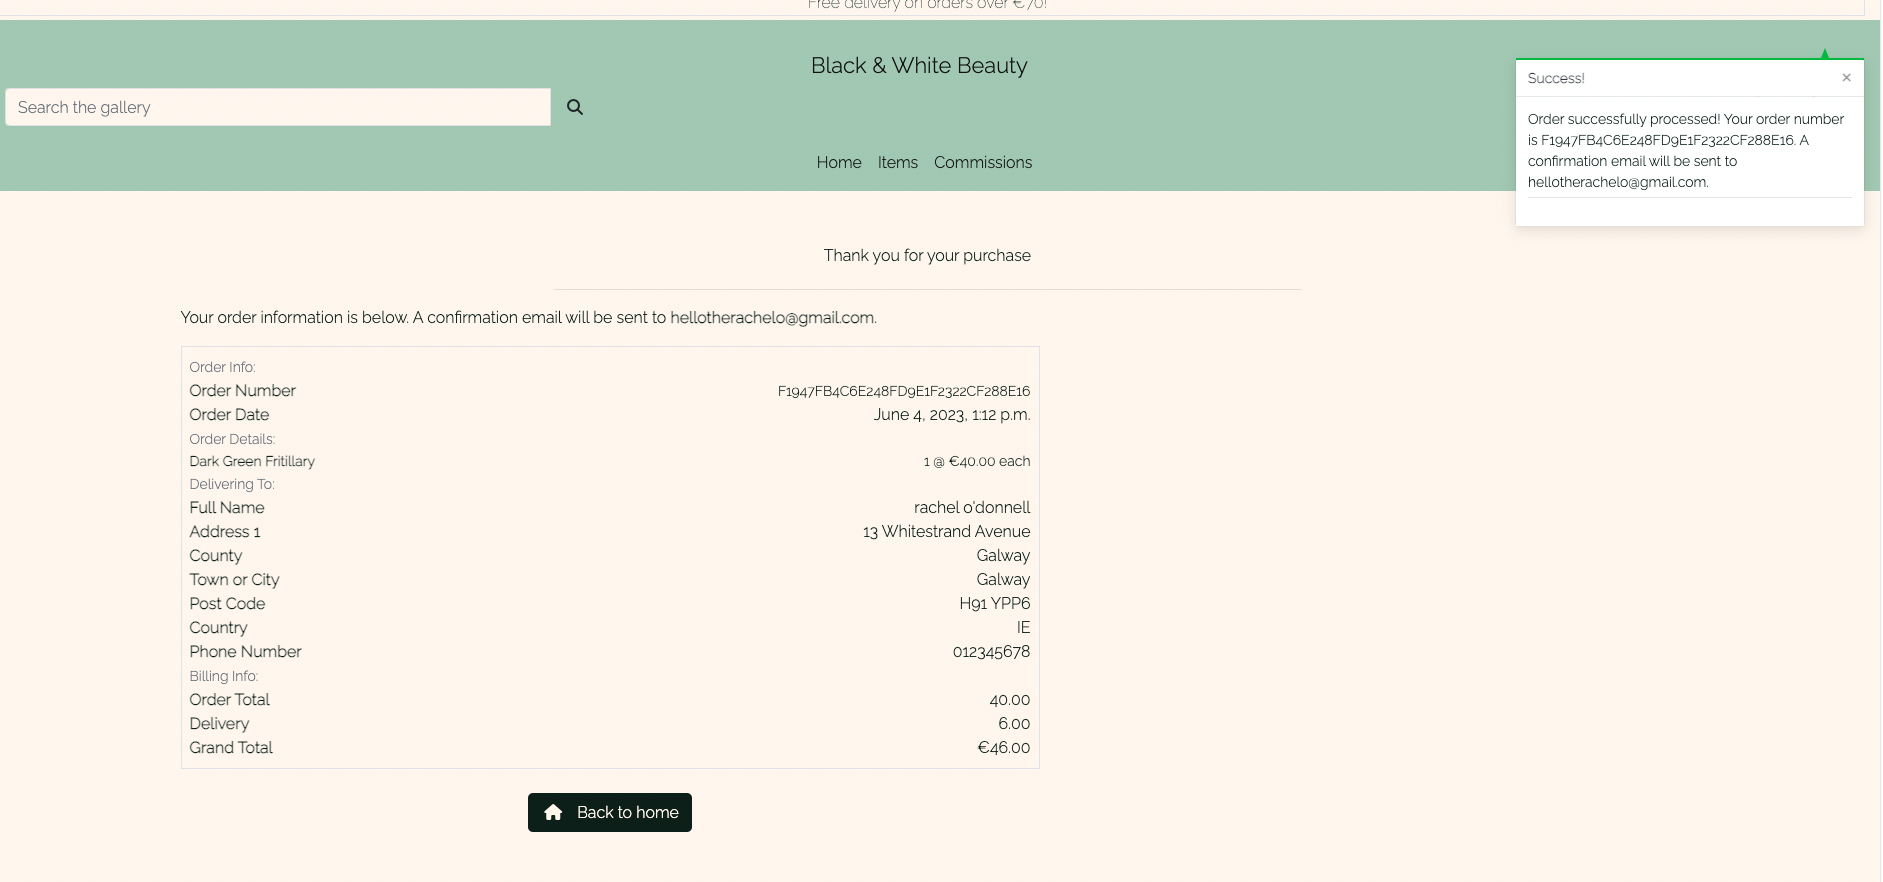 Free delivery on orders over €70!
Black & White Beauty
Search the gallery
Home Items Commissions
Success! ×
Order successfully processed! Your order number
is F1947FB4C6E248FD9E1F2322CF288E16. A
confirmation email will be sent to
hellotherachelo@gmail.com.
Thank you for your purchase
Your order information is below. A confirmation email will be sent to hellotherachelo@gmail.com.
Order Info:
Order Number F1947FB4C6E248FD9E1F2322CF288E16
Order Date June 4, 2023, 1:12 p.m.
Order Details:
Dark Green Fritillary 1 @ €40.00 each
Delivering To:
Full Name rachel o'donnell
Address 1 13 Whitestrand Avenue
County Galway
Town or City Galway
Post Code H91 YPP6
Country IE
Phone Number 012345678
Billing Info:
Order Total 40.00
Delivery 6.00
Grand Total €46.00
Back to home